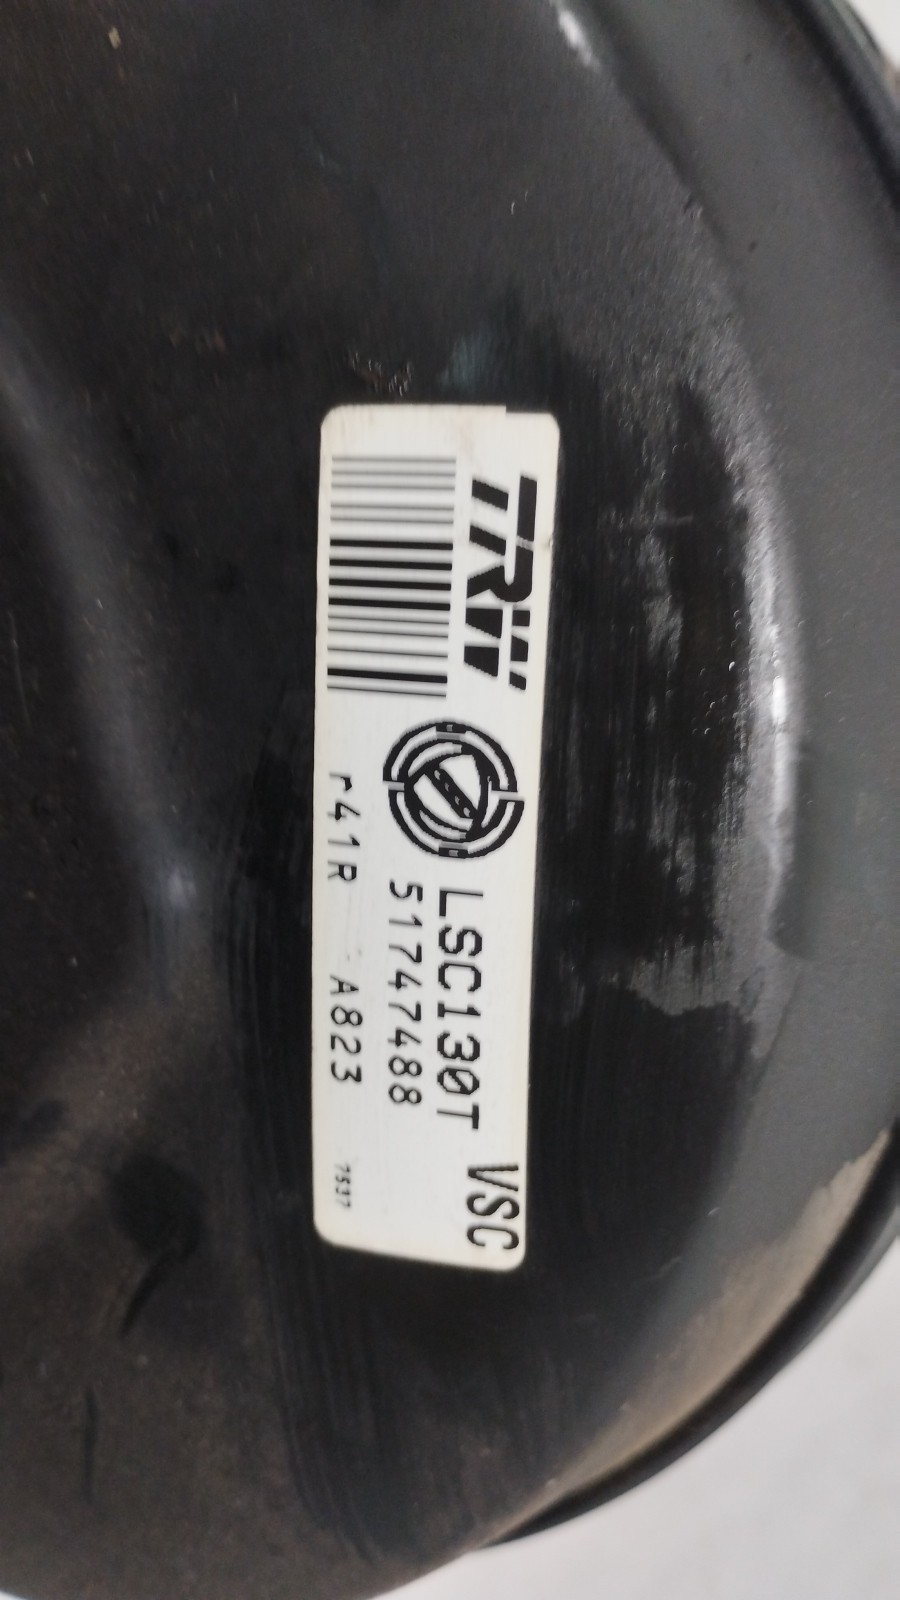 TRW
LSC130T
VSC
51747488
r41R A823
7537